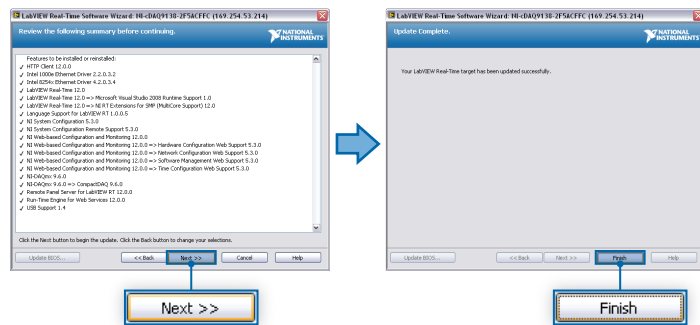 LabVIEW Real-Time Software Wizard: NI-cDAQ9138-2F5ACFFC (169.254.53.214)
Review the following summary before continuing.
NATIONAL INSTRUMENTS
Features to be installed or reinstalled:
HTTP Client 12.0.0
Intel 1000e Ethernet Driver 2.2.0.3.2
Intel 8254x Ethernet Driver 4.2.0.3.4
LabVIEW Real-Time 12.0
LabVIEW Real-Time 12.0 => Microsoft Visual Studio 2008 Runtime Support 1.0
LabVIEW Real-Time 12.0 => NI RT Extensions for SMP (MultiCore Support) 12.0
Language Support for LabVIEW RT 1.0.0.5
NI System Configuration 5.3.0
NI System Configuration Remote Support 5.3.0
NI Web-based Configuration and Monitoring 12.0.0
NI Web-based Configuration and Monitoring 12.0.0 => Hardware Configuration Web Support 5.3.0
NI Web-based Configuration and Monitoring 12.0.0 => Network Configuration Web Support 5.3.0
NI Web-based Configuration and Monitoring 12.0.0 => Software Management Web Support 5.3.0
NI Web-based Configuration and Monitoring 12.0.0 => Time Configuration Web Support 5.3.0
NI-DAQmx 9.6.0
NI-DAQmx 9.6.0 => CompactDAQ 9.6.0
Remote Panel Server for LabVIEW RT 12.0.0
Run-Time Engine for Web Services 12.0.0
USB Support 1.4
Click the Next button to begin the update. Click the Back button to change your selections.
Update BIOS... << Back Next >> Cancel Help
Next >>
LabVIEW Real-Time Software Wizard: NI-cDAQ9138-2F5ACFFC (169.254.53.214)
Update Complete.
NATIONAL INSTRUMENTS
Your LabVIEW Real-Time target has been updated successfully.
Update BIOS... << Back Next >> Finish Help
Finish